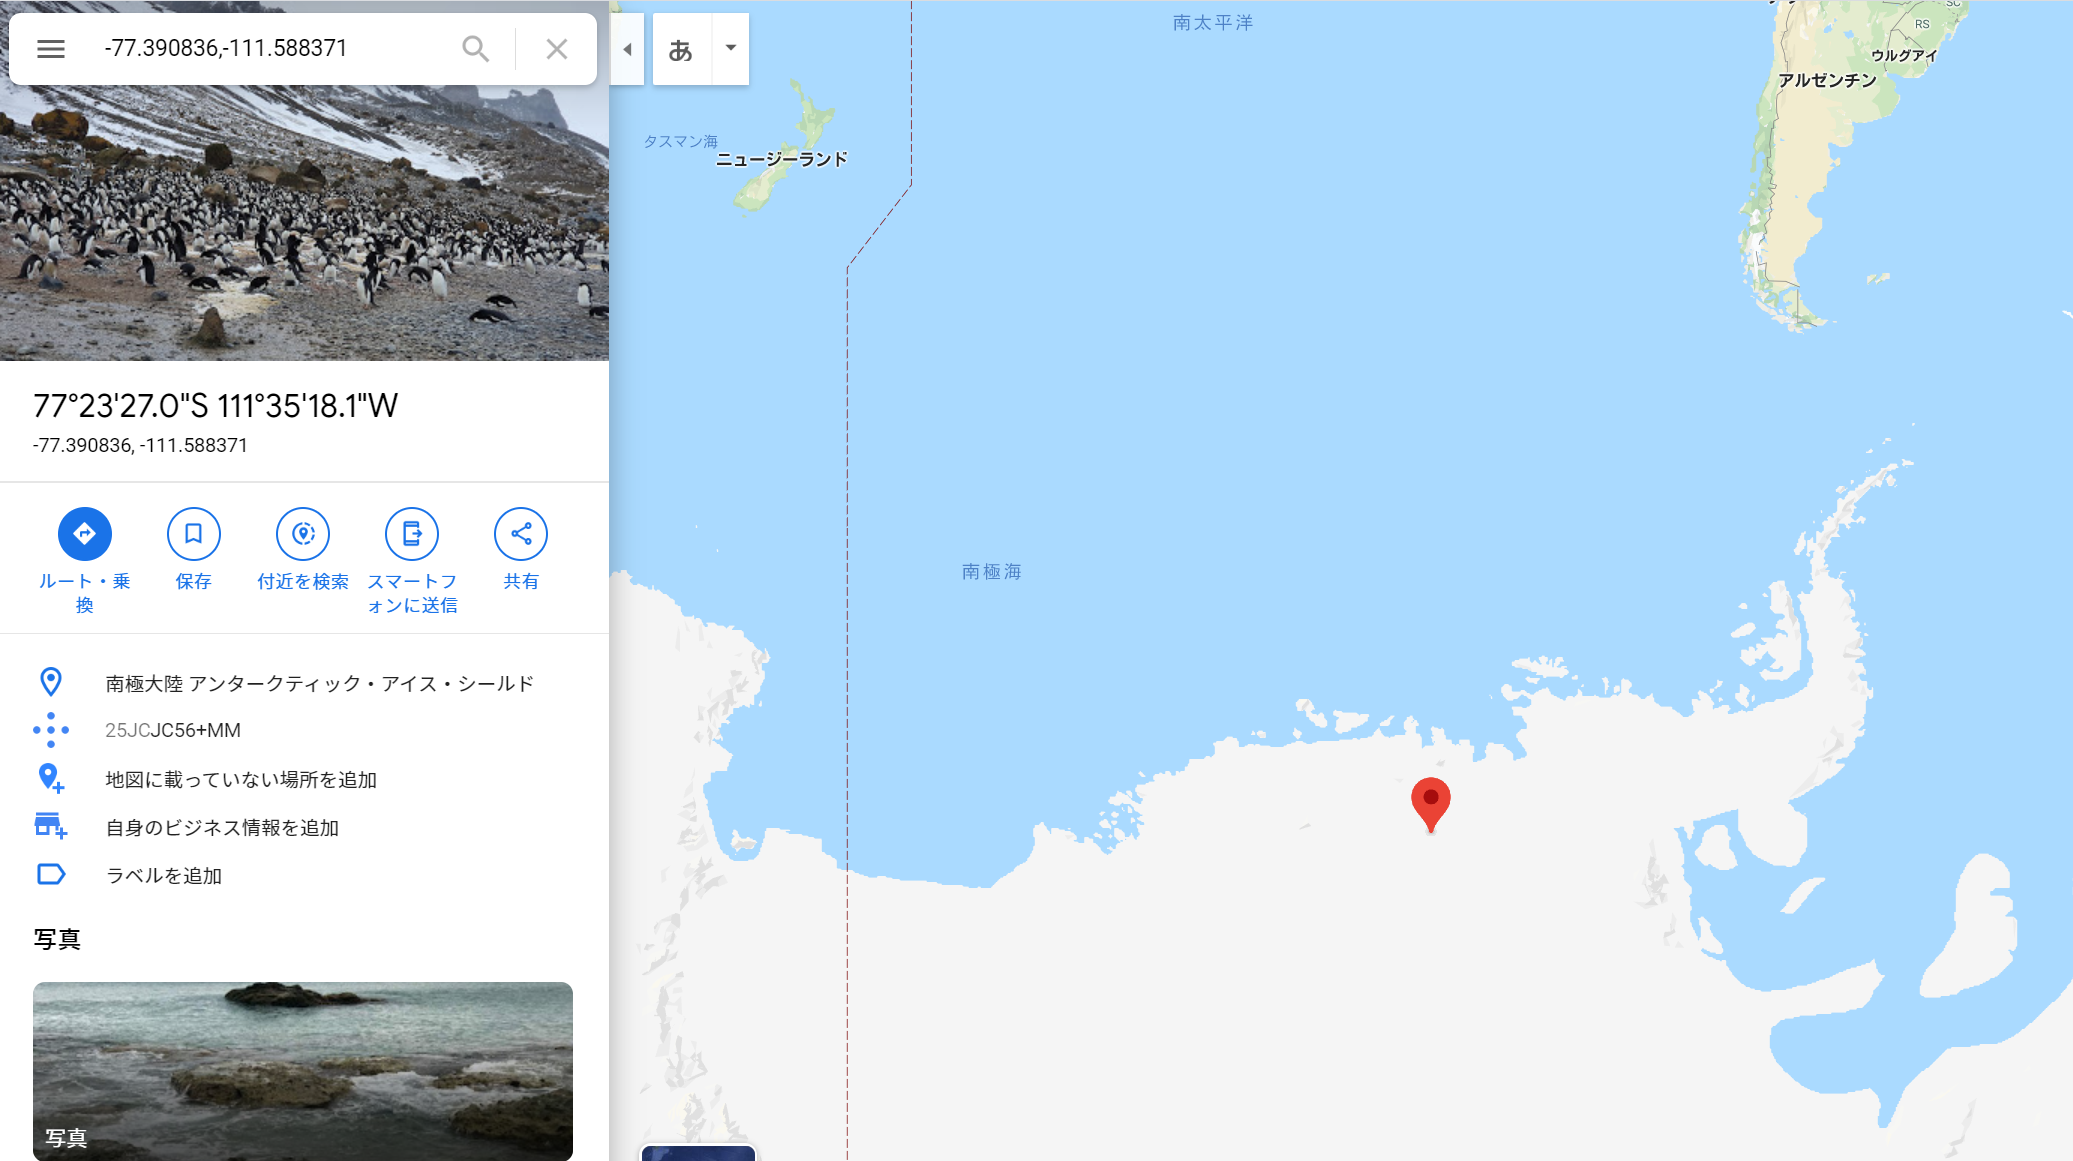 -77.390836,-111.588371
あ
77°23'27.0"S 111°35'18.1"W
-77.390836, -111.588371
ルート・乗
換
保存
付近を検索
スマートフ
ォンに送信
共有
南極大陸 アンタークティック・アイス・シールド
25JCJC56+MM
地図に載っていない場所を追加
自身のビジネス情報を追加
ラベルを追加
写真
写真
南太平洋
SC
RS
ウルグアイ
アルゼンチン
タスマン海
ニュージーランド
南極海